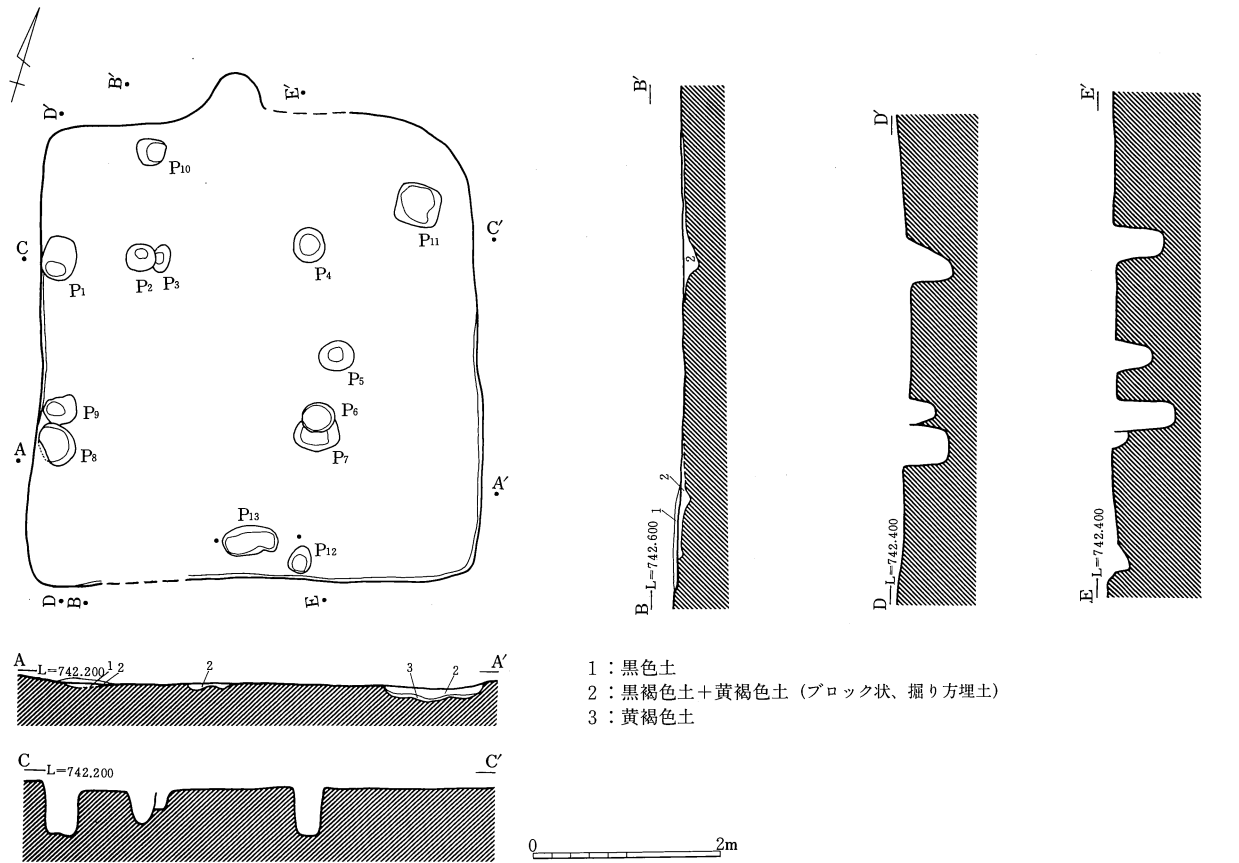 B′
E′
D′
P10
P11
C
C′
P1
P2
P3
P4
P5
P9
P6
P8
P7
A
A′
P13
P12
D
B
E
B′
2
2
1
B
L=742.600
D′
D
L=742.400
E′
E
L=742.400
A
L=742.200
1
2
2
3
2
A′
C
L=742.200
C′
1：黒色土
2：黒褐色土＋黄褐色土（ブロック状、掘り方埋土）
3：黄褐色土
0
2m